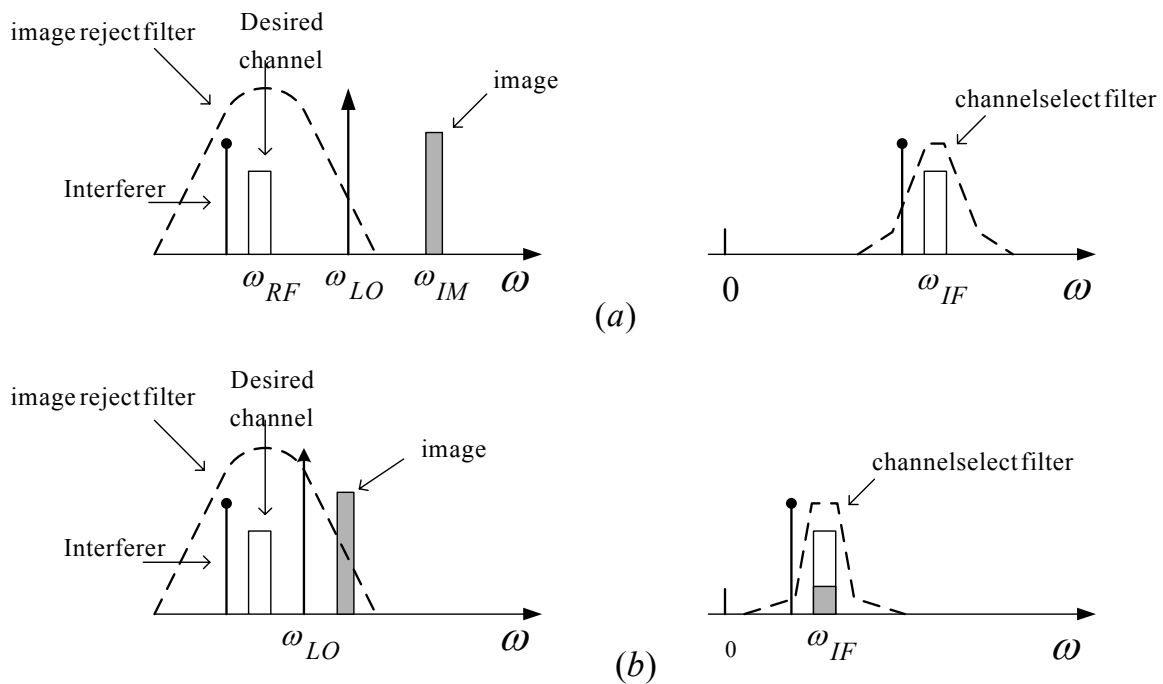 image reject filter
Desired
channel
image
Interferer
ω_RF
ω_LO
ω_IM
ω
channelselect filter
0
ω_IF
ω
(a)
image reject filter
Desired
channel
image
Interferer
ω_LO
ω
channelselect filter
0
ω_IF
ω
(b)